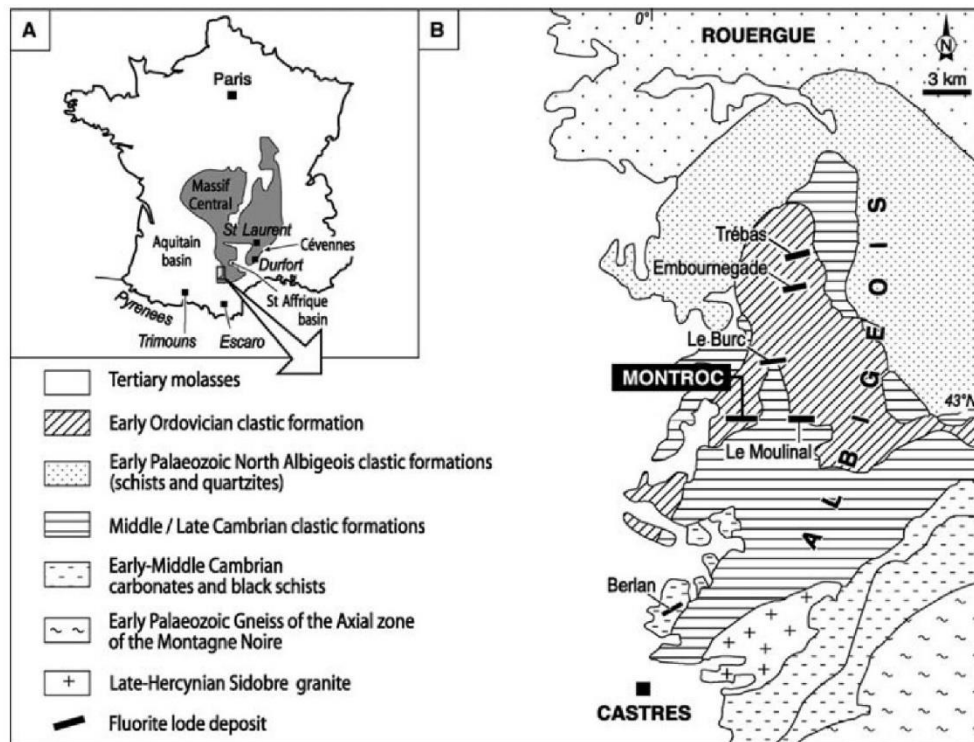 A
Paris
Massif
Central
St Laurent
Cévennes
Aquitain
basin
Durfort
St Affrique
basin
Pyrenees
Trimouns
Escaro
B
0°
ROUERGUE
N
3 km
Trébas
Embournegade
Le Burc
MONTROC
43°N
Le Moulinal
ALBIGEOIS
Berlan
CASTRES
Tertiary molasses
Early Ordovician clastic formation
Early Palaeozoic North Albigeois clastic formations
(schists and quartzites)
Middle / Late Cambrian clastic formations
Early-Middle Cambrian
carbonates and black schists
Early Palaeozoic Gneiss of the Axial zone
of the Montagne Noire
Late-Hercynian Sidobre granite
Fluorite lode deposit